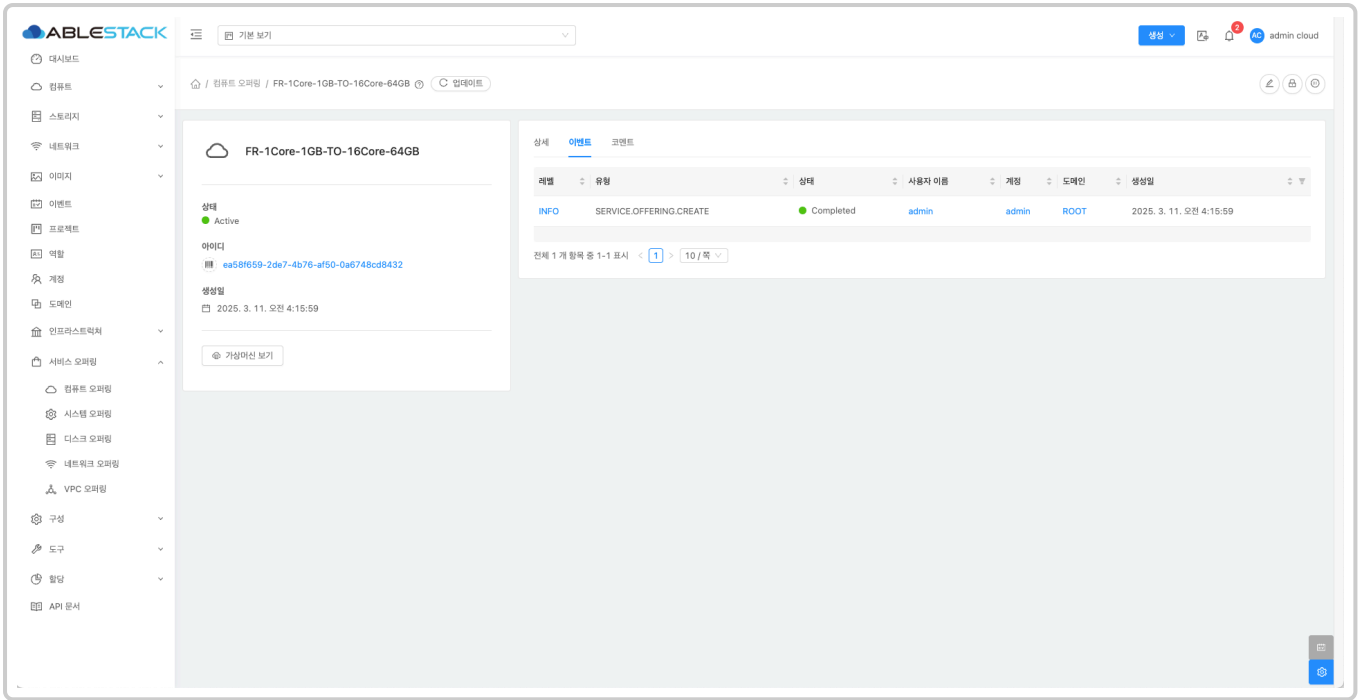 ABLESTACK
기본 보기
생성
2
AC
admin cloud
대시보드
컴퓨트
스토리지
네트워크
이미지
이벤트
프로젝트
역할
계정
도메인
인프라스트럭쳐
서비스 오퍼링
컴퓨트 오퍼링
시스템 오퍼링
디스크 오퍼링
네트워크 오퍼링
VPC 오퍼링
구성
도구
할당
API 문서
/ 컴퓨트 오퍼링 / FR-1Core-1GB-TO-16Core-64GB 업데이트
FR-1Core-1GB-TO-16Core-64GB
상태
Active
아이디
ea58f659-2de7-4b76-af50-0a6748cd8432
생성일
2025. 3. 11. 오전 4:15:59
가상머신 보기
상세 이벤트 코멘트
레벨 유형 상태 사용자 이름 계정 도메인 생성일
INFO SERVICE.OFFERING.CREATE Completed admin admin ROOT 2025. 3. 11. 오전 4:15:59
전체 1 개 항목 중 1-1 표시 < 1 > 10 / 쪽